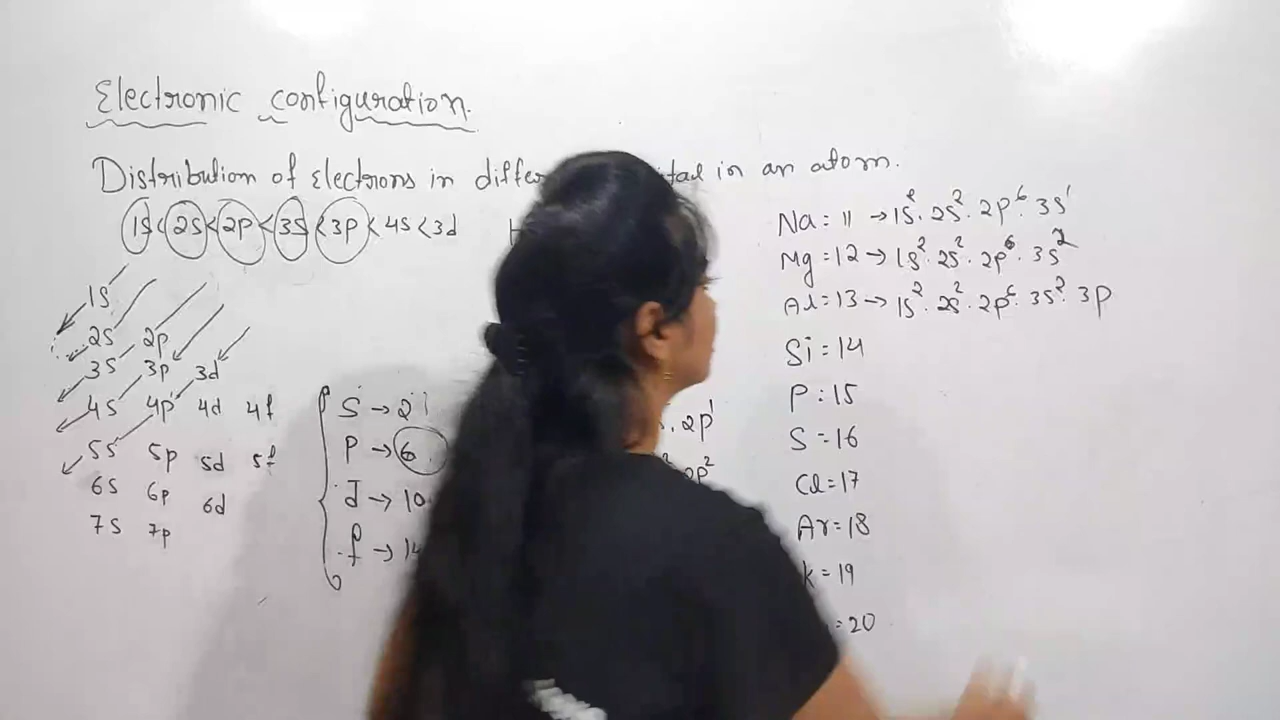 Electronic configuration.
Distribution of Electrons in in an atom.
1s < 2s < 2p < 3s < 3p < 4s < 3d
1s
2s 2p
3s 3p 3d
4s 4p 4d 4f
5s 5p 5d 5f
6s 6p 6d
7s 7p
S → 2
P → 6
d → 10
f → 14
2p¹
2p²
Na = 11 → 1s² 2s² 2p⁶ 3s¹
Mg = 12 → 1s² 2s² 2p⁶ 3s²
Al = 13 → 1s² 2s² 2p⁶ 3s² 3p
Si = 14
P = 15
S = 16
Cl = 17
Ar = 18
k = 19
= 20